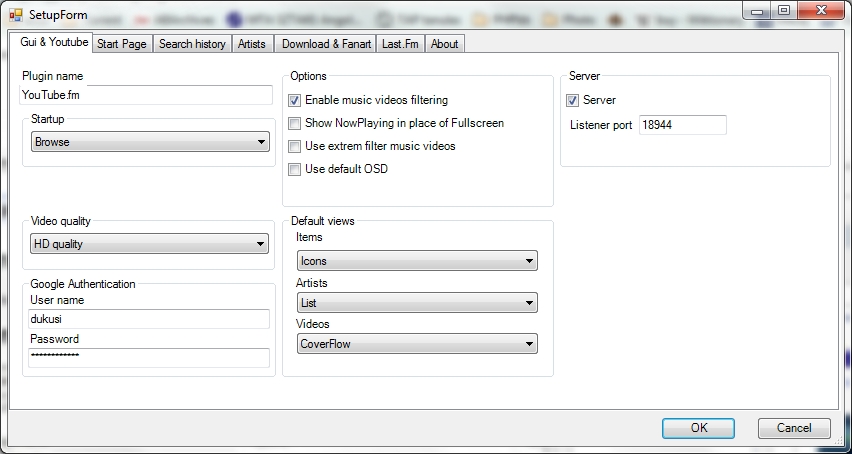 SetupForm
Gui & Youtube
Start Page
Search history
Artists
Download & Fanart
Last.Fm
About
Plugin name
YouTube.fm
Startup
Browse
Video quality
HD quality
Google Authentication
User name
dukusi
Password
************
Options
Enable music videos filtering
Show NowPlaying in place of Fullscreen
Use extrem filter music videos
Use default OSD
Default views
Items
Icons
Artists
List
Videos
CoverFlow
Server
Server
Listener port
18944
OK
Cancel